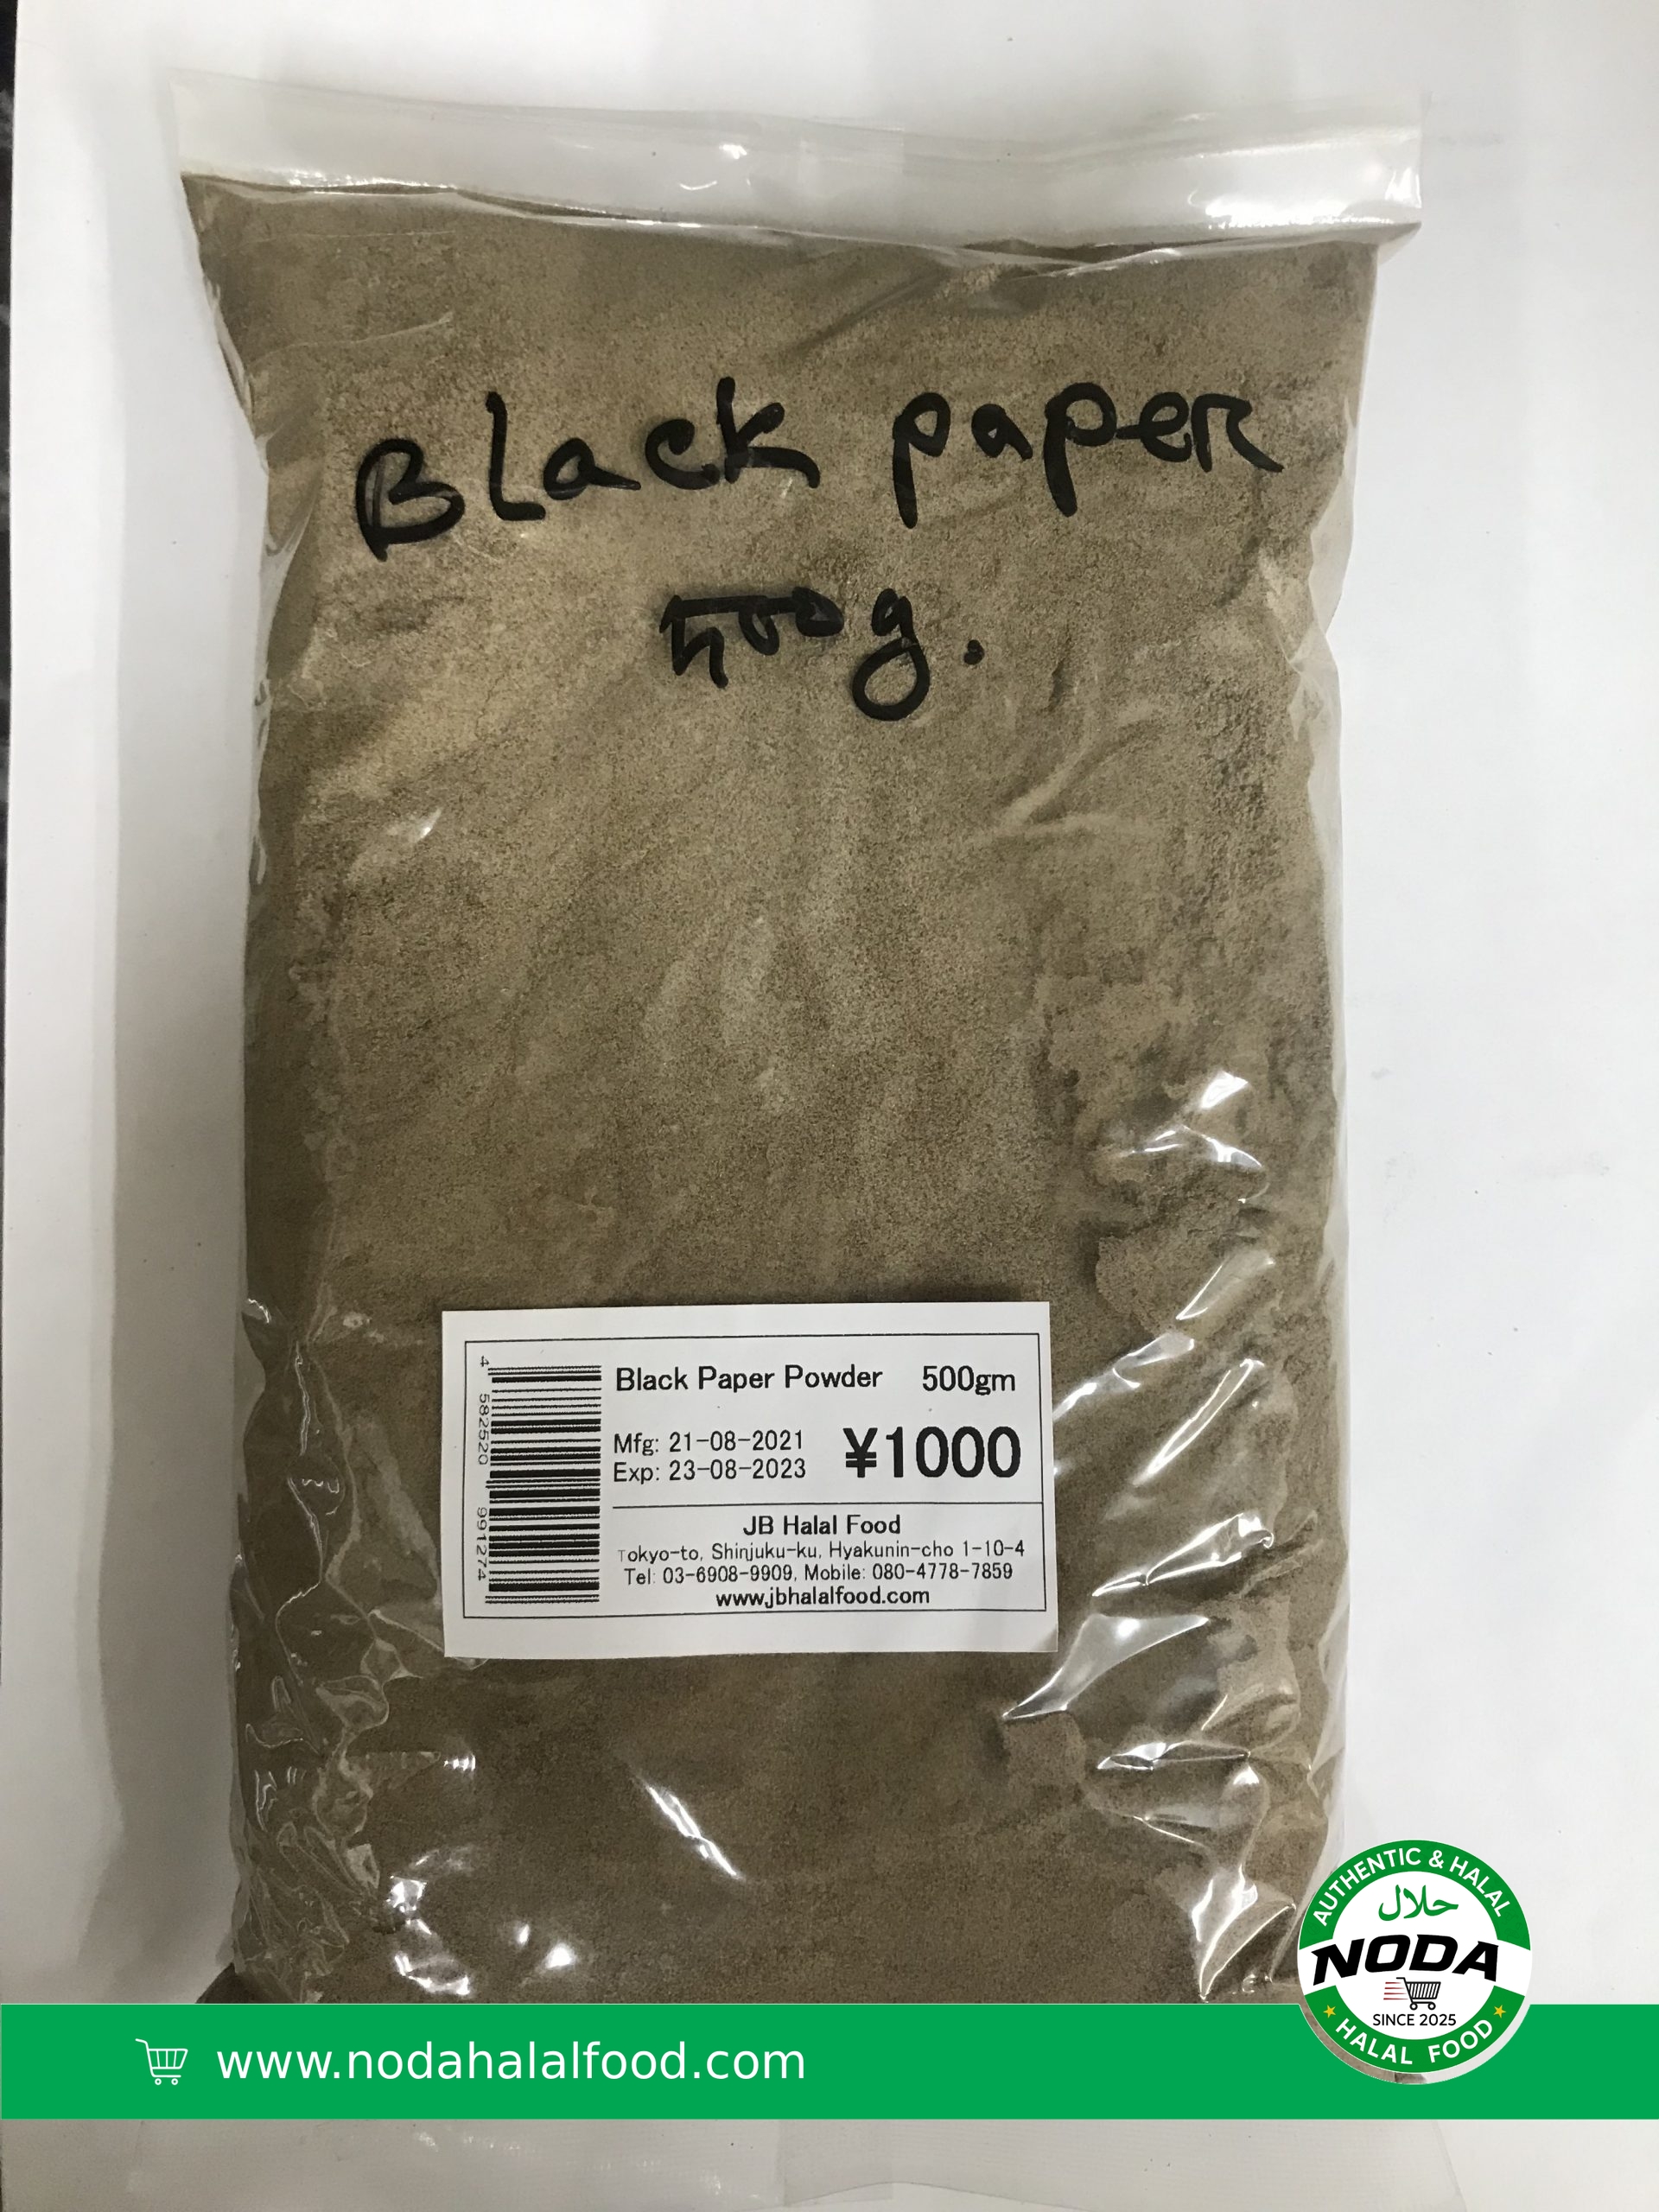 Black paper
500g.
Black Paper Powder 500gm
Mfg: 21-08-2021 ¥1000
Exp: 23-08-2023
4 582520 991274
JB Halal Food
Tokyo-to, Shinjuku-ku, Hyakunin-cho 1-10-4
Tel: 03-6908-9909, Mobile: 080-4778-7859
www.jbhalalfood.com
AUTHENTIC & HALAL
حلال
NODA
SINCE 2025
HALAL FOOD
www.nodahalalfood.com